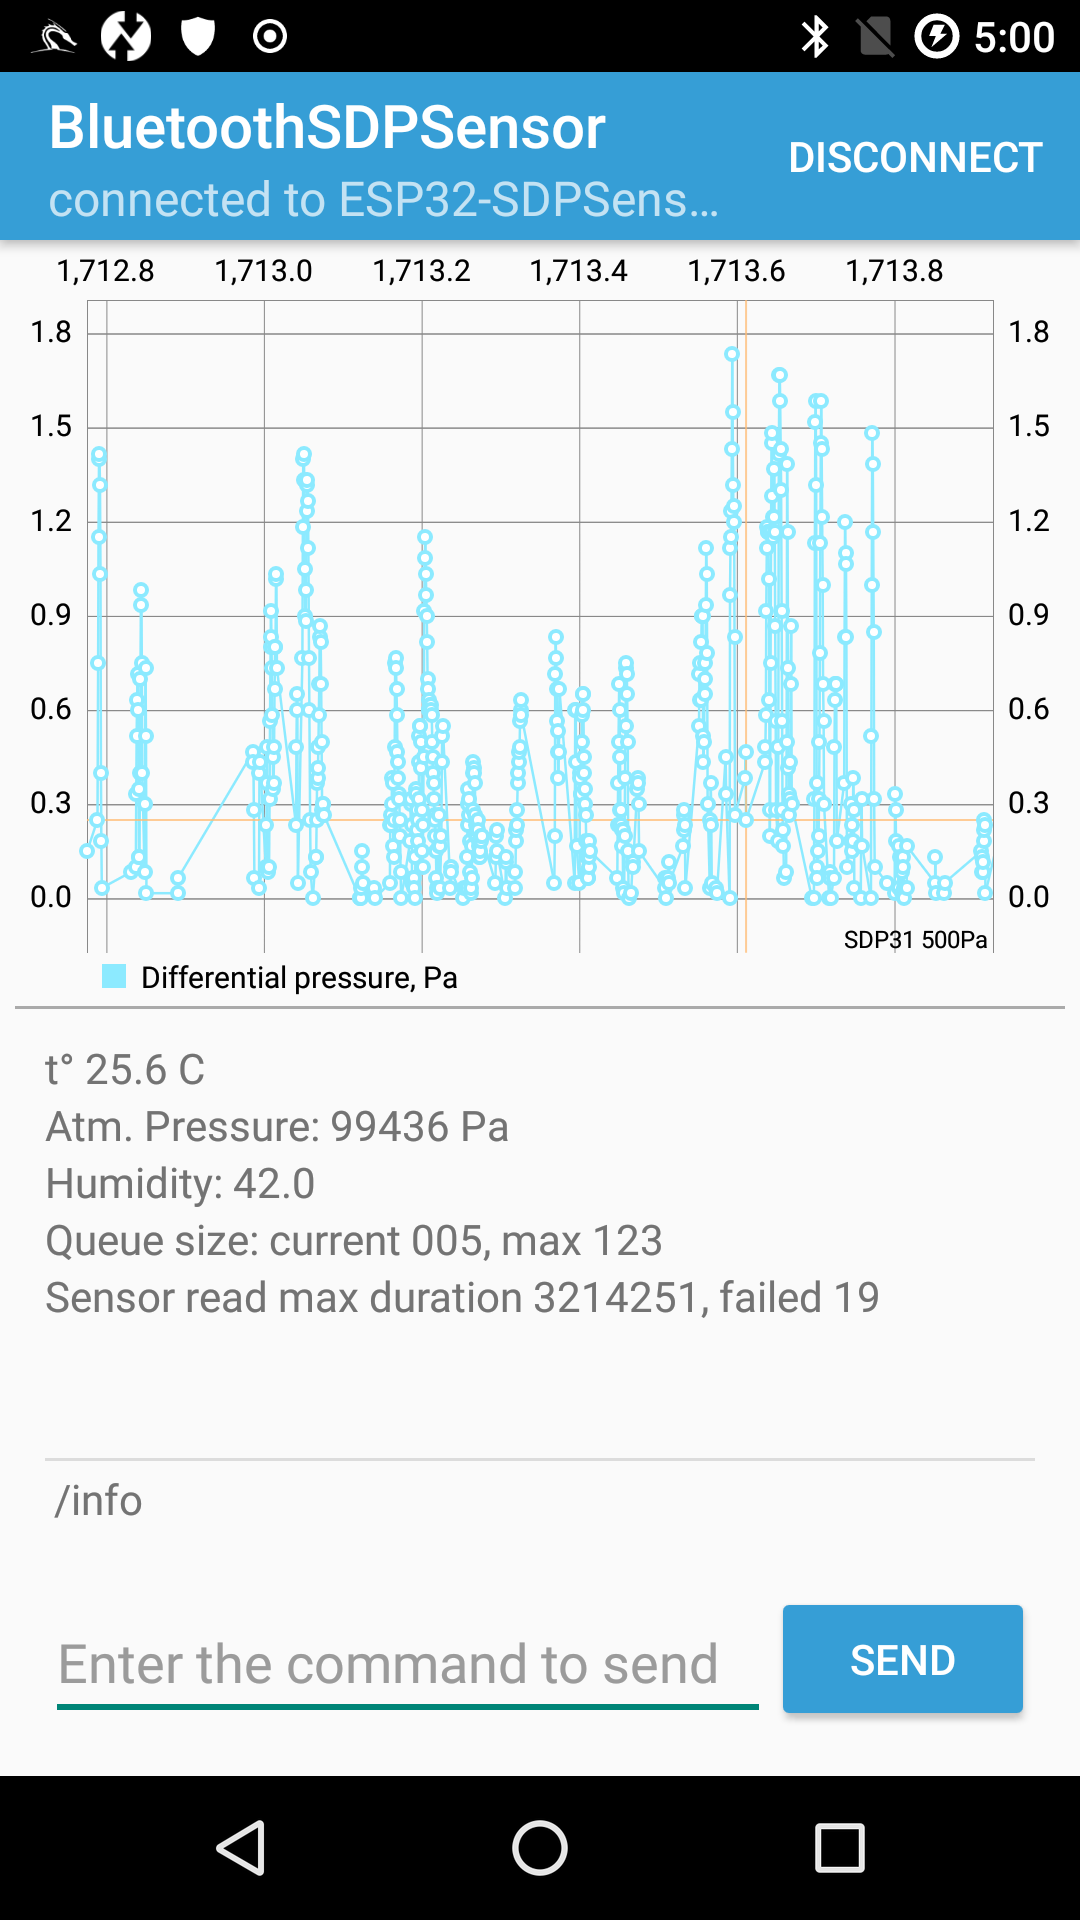 5:00
BluetoothSDPSensor
DISCONNECT
connected to ESP32-SDPSens...
1,712.8 1,713.0 1,713.2 1,713.4 1,713.6 1,713.8
1.8 1.8
1.5 1.5
1.2 1.2
0.9 0.9
0.6 0.6
0.3 0.3
0.0 0.0
SDP31 500Pa
Differential pressure, Pa
t° 25.6 C
Atm. Pressure: 99436 Pa
Humidity: 42.0
Queue size: current 005, max 123
Sensor read max duration 3214251, failed 19
/info
Enter the command to send
SEND